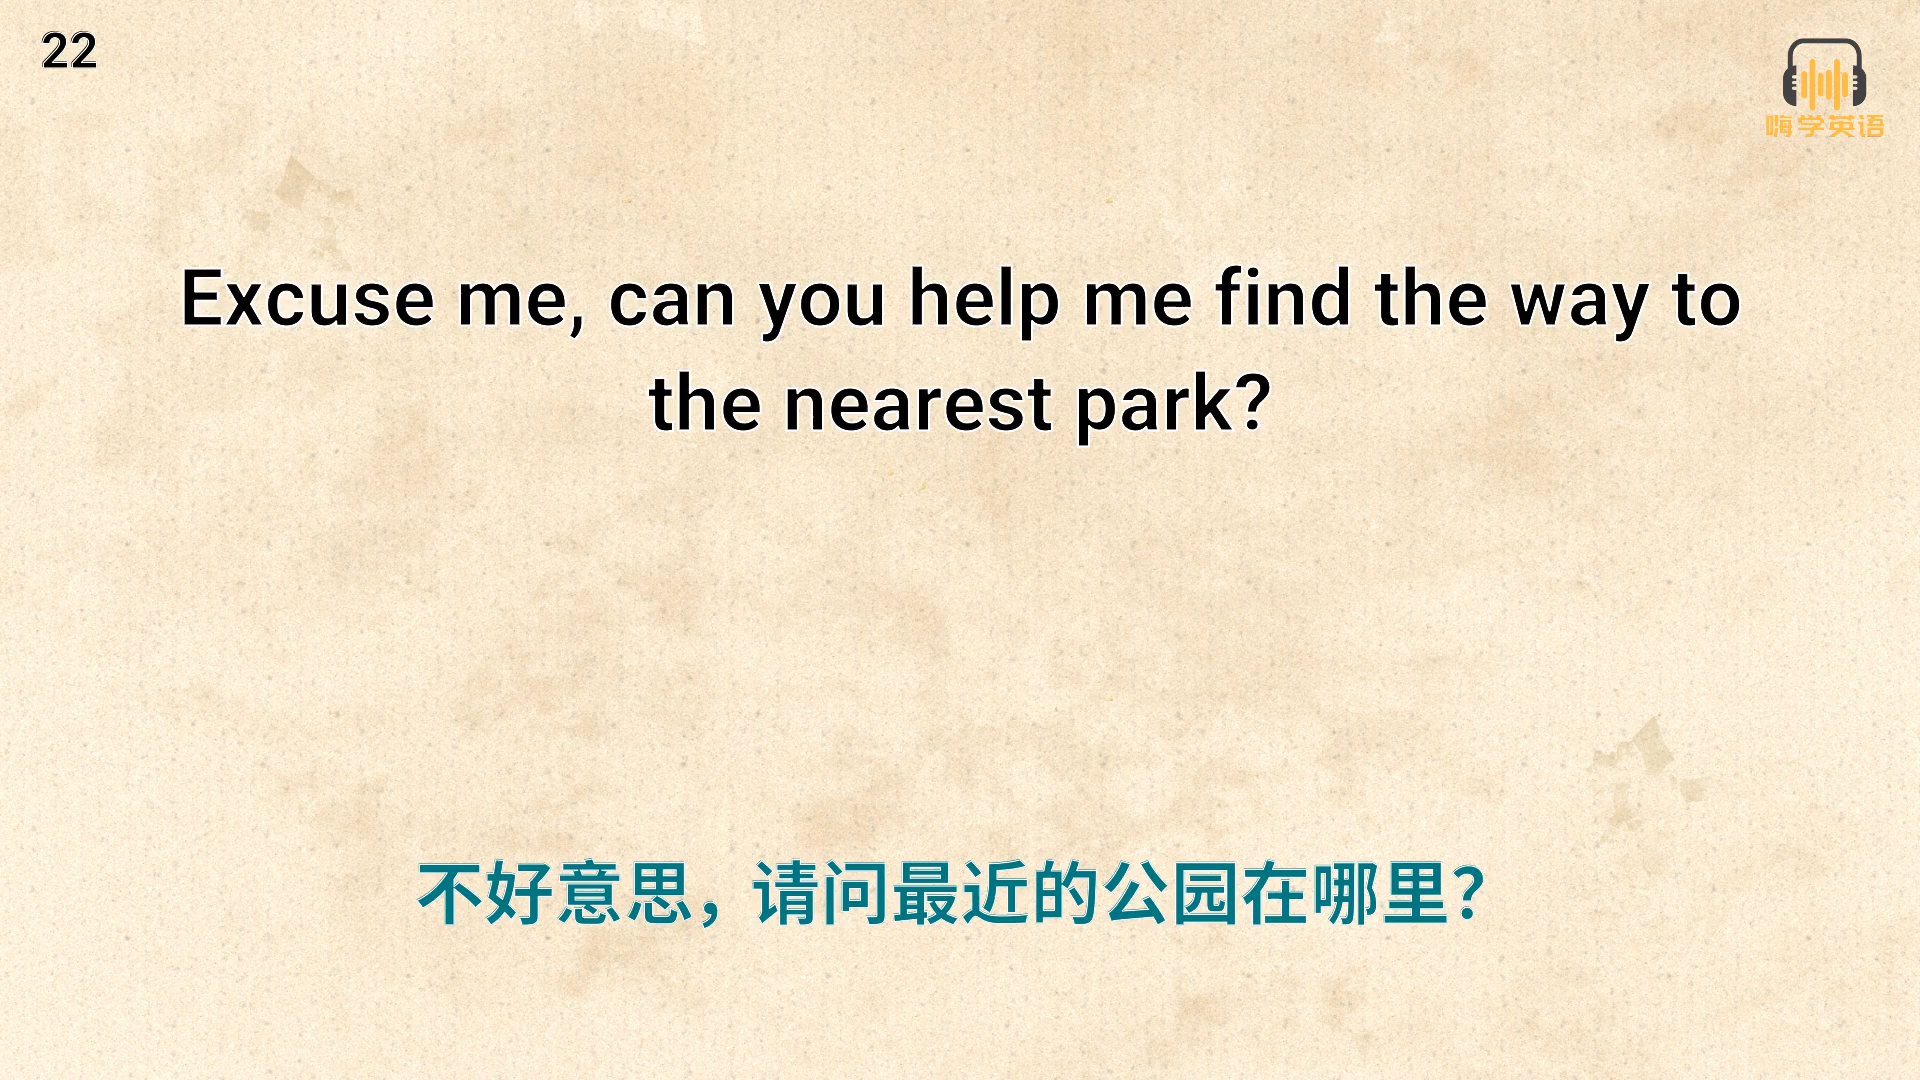 22
嗨学英语
Excuse me, can you help me find the way to
the nearest park?
不好意思，请问最近的公园在哪里？